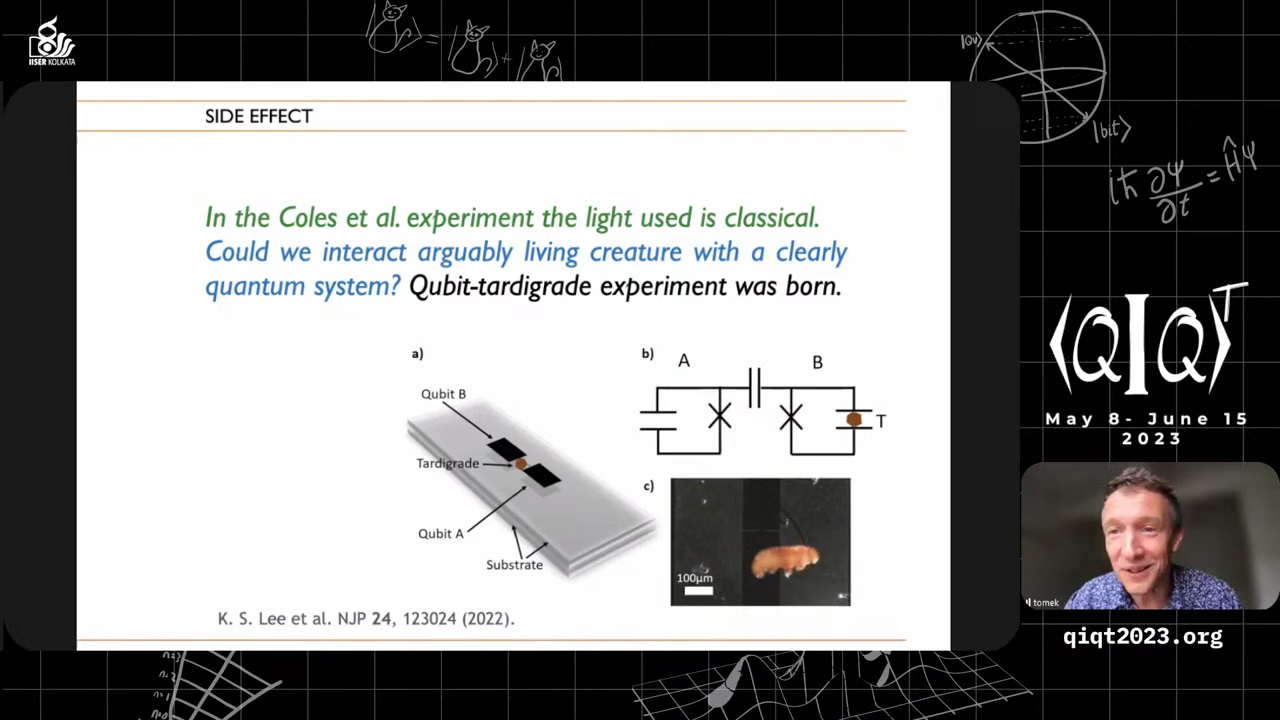 IISER KOLKATA
SIDE EFFECT
In the Coles et al. experiment the light used is classical.
Could we interact arguably living creature with a clearly
quantum system? Qubit-tardigrade experiment was born.
a)
Qubit B
Tardigrade
Qubit A
Substrate
b)
A
B
T
c)
100μm
K. S. Lee et al. NJP 24, 123024 (2022).
|bit⟩
iħ ∂ψ/∂t = Ĥψ
⟨QIQ⟩ᵀ
May 8- June 15
2023
tomek
qiqt2023.org
n=2
n=1
n=0